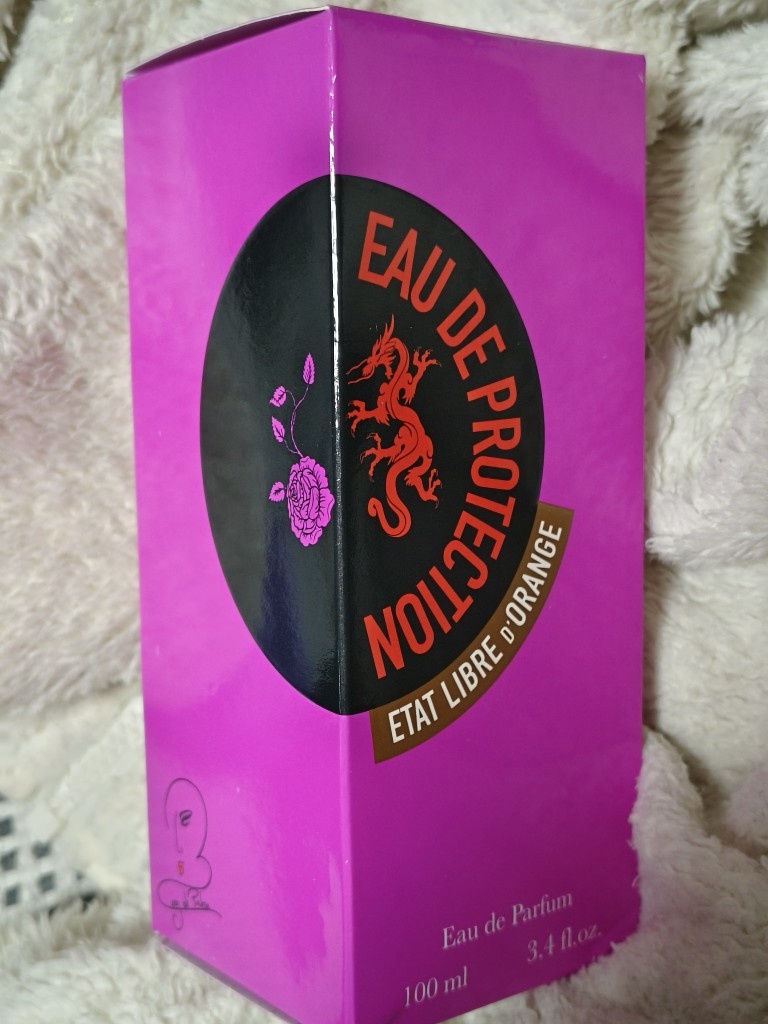 EAU DE PROTECTION
ETAT LIBRE D'ORANGE
Eau de Parfum
100 ml
3.4 fl.oz.